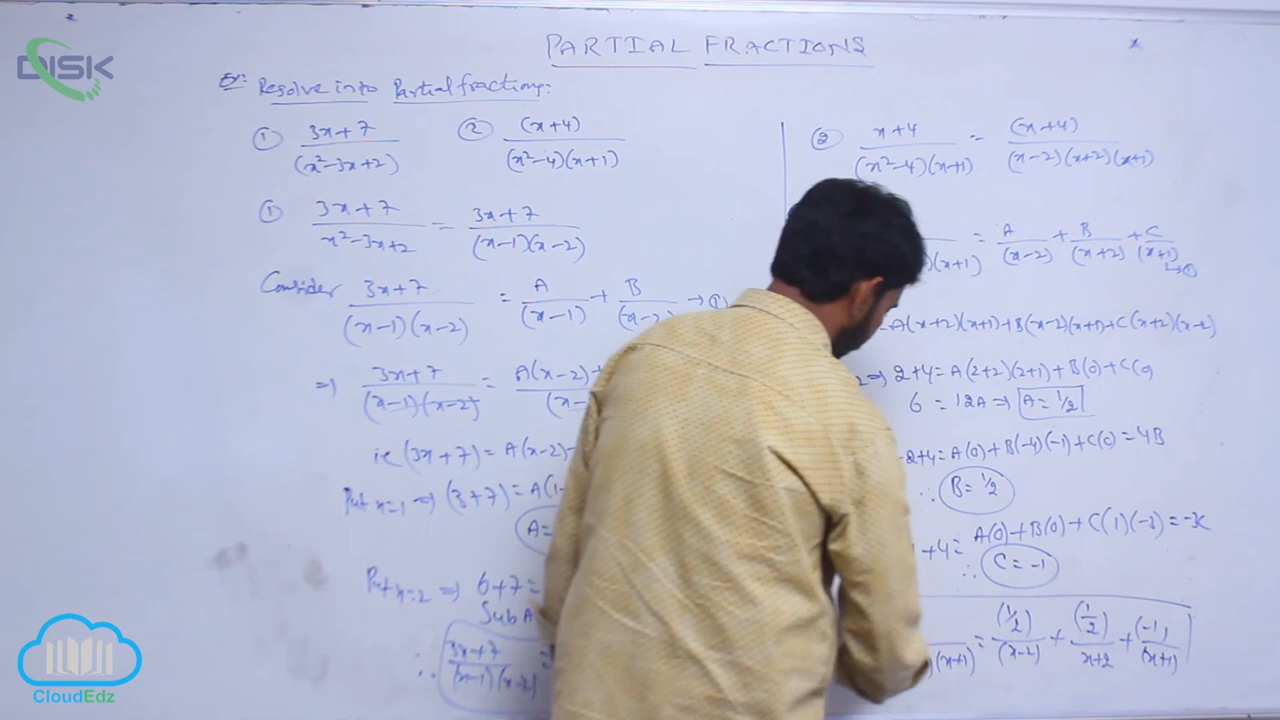 DISK
PARTIAL FRACTIONS
Ex: Resolve into Partial fractions:
① 3x+7 / (x²-3x+2) ② (x+4) / (x²-4)(x+1)
① 3x+7 / x²-3x+2 = 3x+7 / (x-1)(x-2)
Consider 3x+7 / (x-1)(x-2) = A / (x-1) + B / (x-2) → ①
⇒ 3x+7 / (x-1)(x-2) = A(x-2)+ / (x-
ie (3x+7) = A(x-2)-
Put x=1 ⇒ (3+7) = A(1-
A=
Put x=2 ⇒ 6+7=
Sub A
∴ 3x+7 / (x-1)(x-2) =
② x+4 / (x²-4)(x+1) = (x+4) / (x-2)(x+2)(x+1)
)(x+1) = A / (x-2) + B / (x+2) + C / (x+1) → ①
=A(x+2)(x+1)+B(x-2)(x+1)+C(x+2)(x-2)
2 ⇒ 2+4=A(2+2)(2+1)+B(0)+C(0)
6 = 12A ⇒ A=1/2
-2+4=A(0)+B(-4)(-1)+C(0)=4B
∴ B=1/2
1+4= A(0)+B(0)+C(1)(-3)=-3C
∴ C=-1
)(x+1) = (1/2) / (x-2) + (1/2) / x+2 + (-1) / (x+1)
CloudEdz